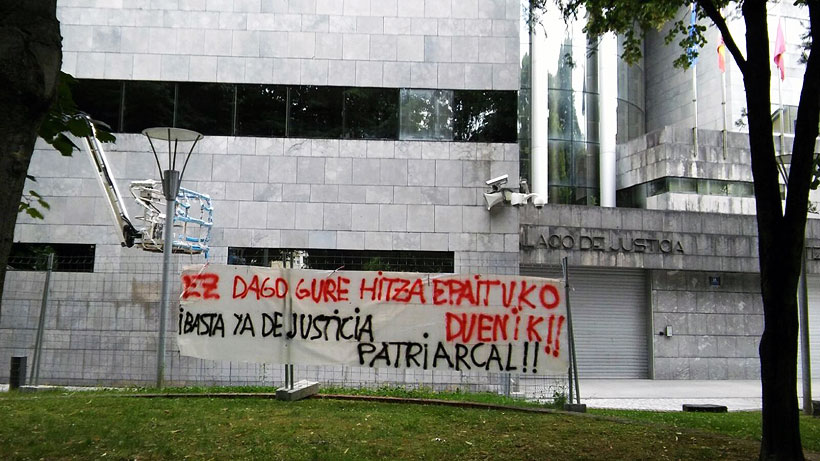 LACIO DE JUSTICIA
EZ DAGO GURE HITZA EPAITUKO
DUENIK!!
¡BASTA YA DE JUSTICIA
PATRIARCAL!!